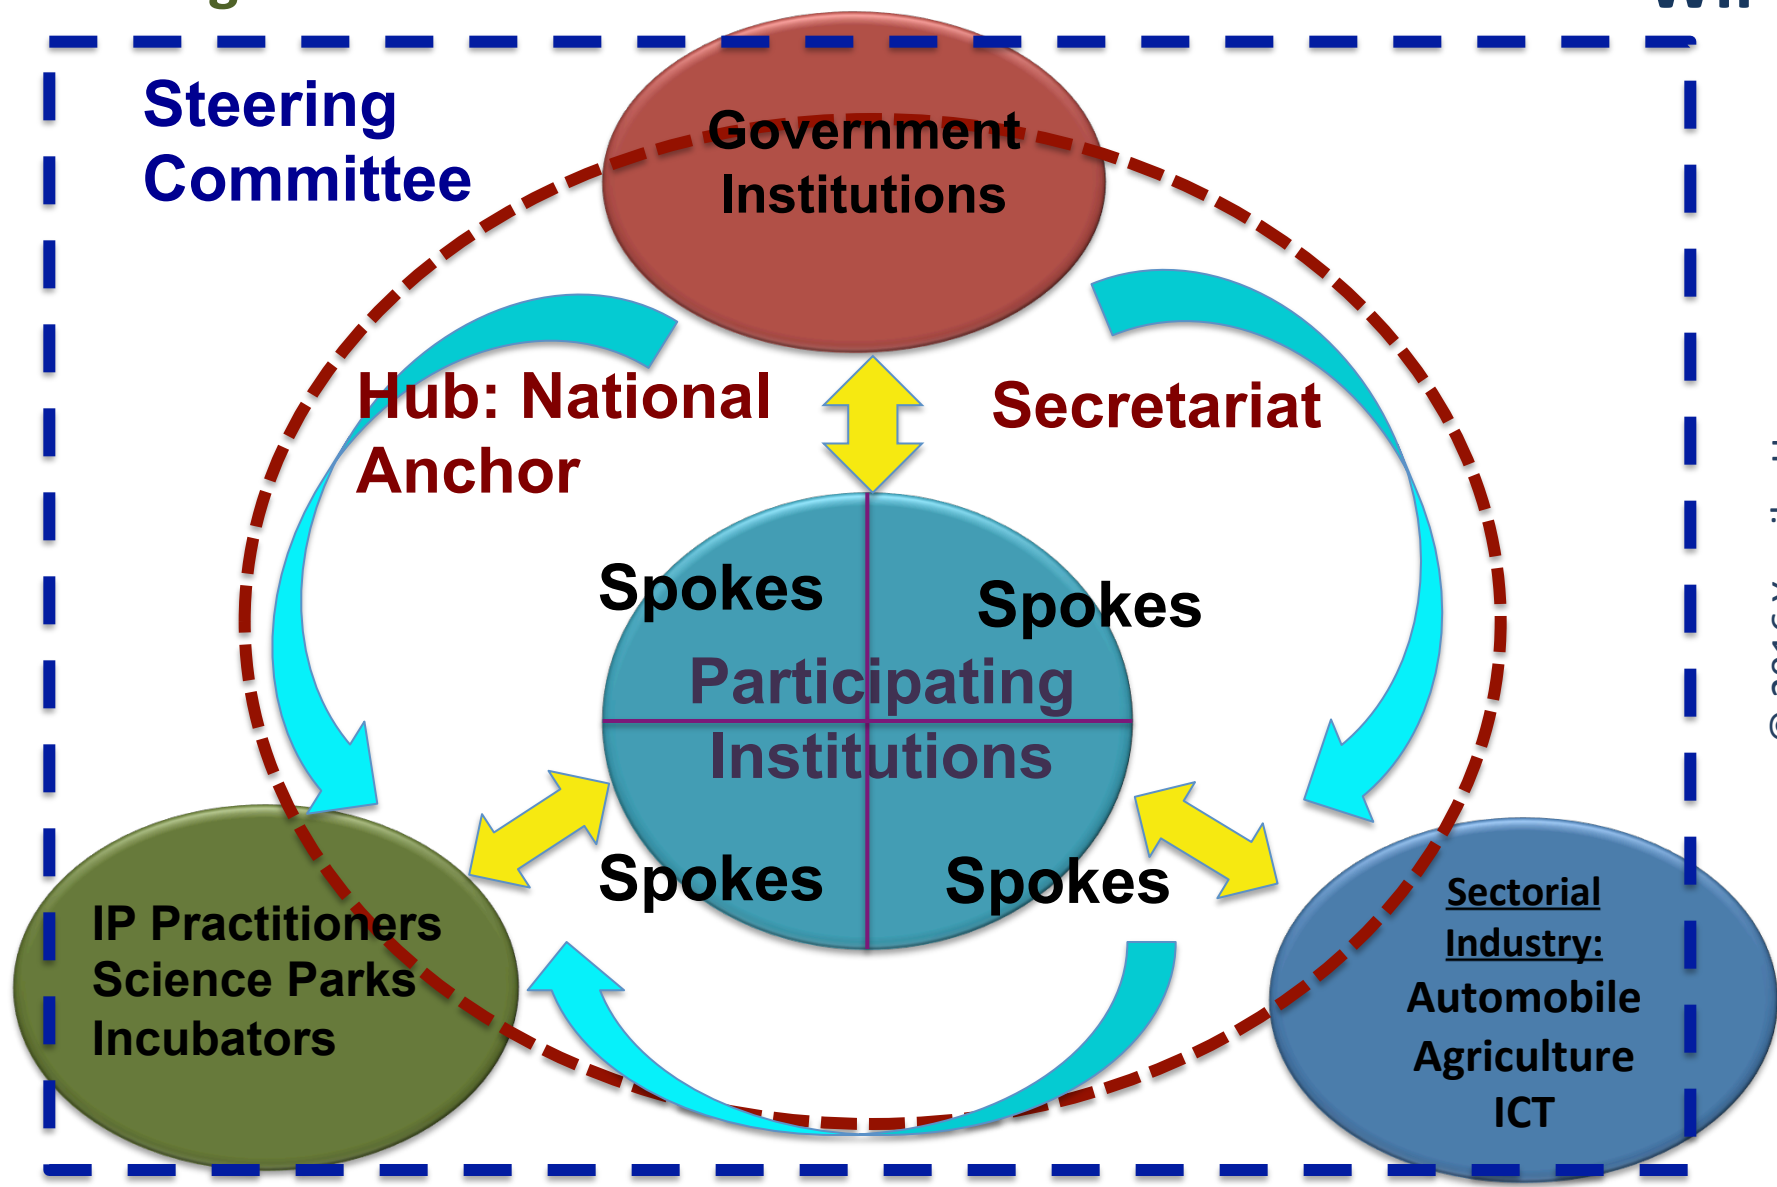 Steering
Committee
Government
Institutions
Hub: National
Anchor
Secretariat
Spokes
Spokes
Participating
Institutions
Spokes
Spokes
IP Practitioners
Science Parks
Incubators
Sectorial
Industry:
Automobile
Agriculture
ICT